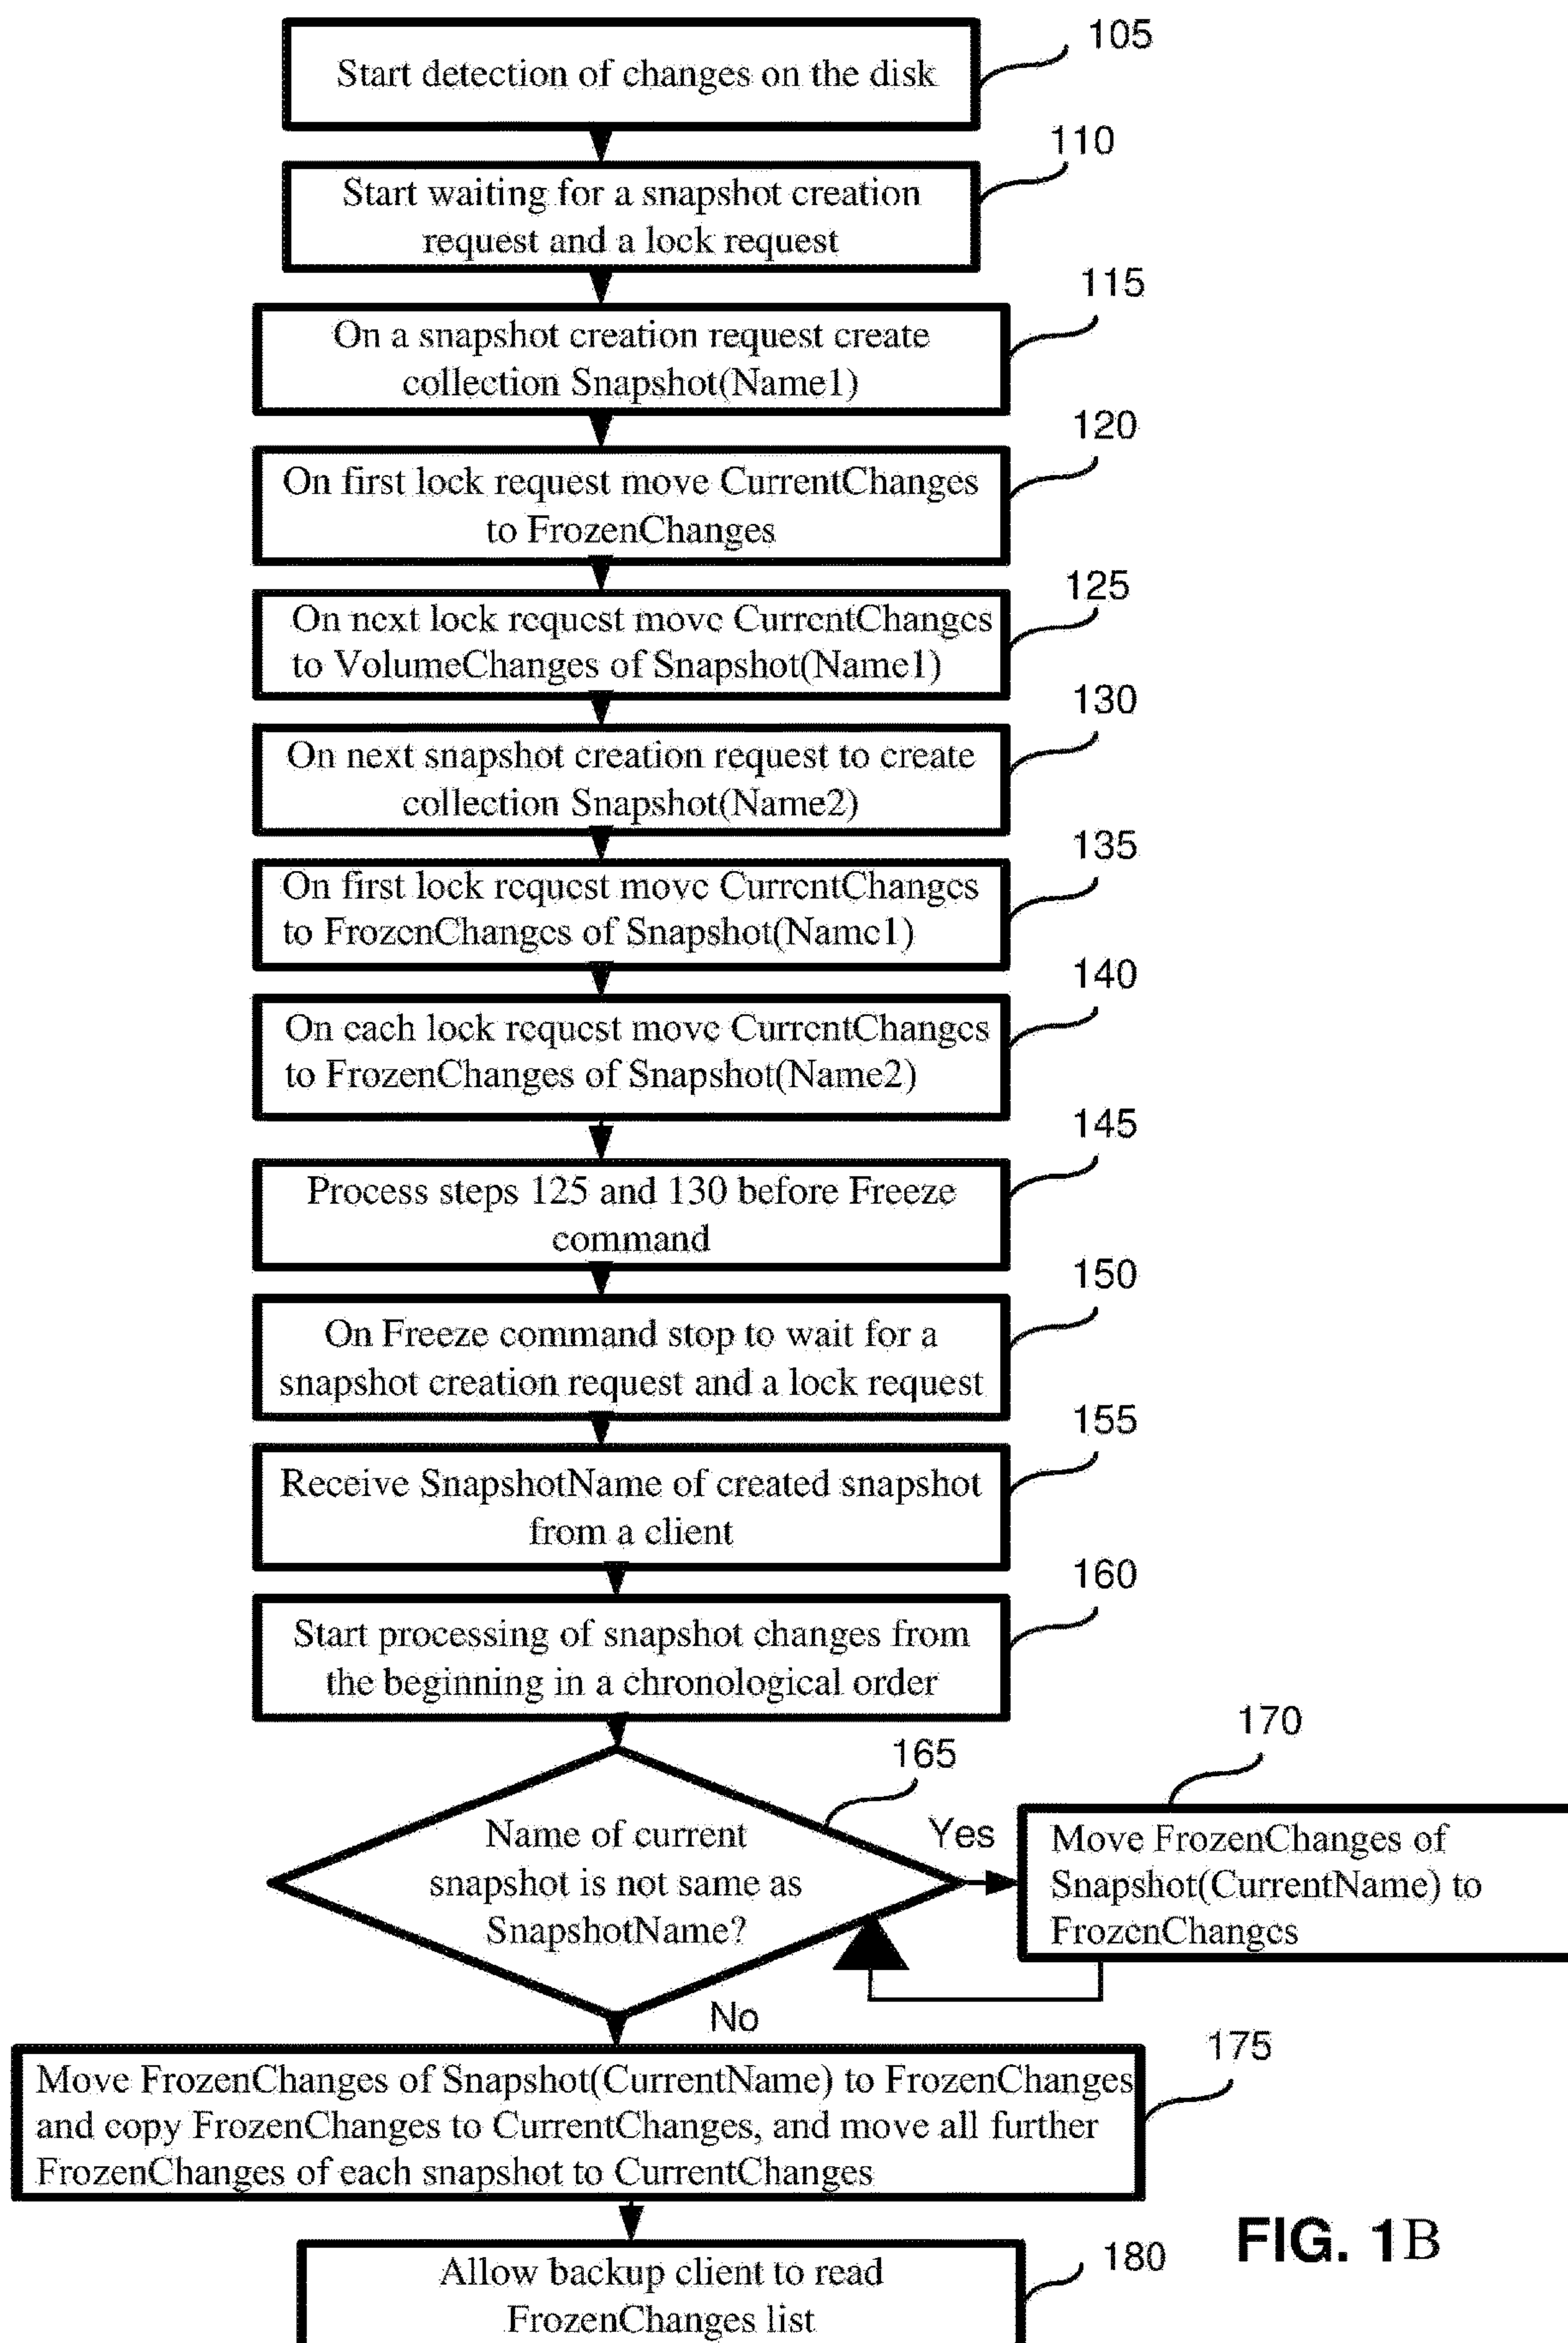 105
Start detection of changes on the disk
110
Start waiting for a snapshot creation
request and a lock request
115
On a snapshot creation request create
collection Snapshot(Name1)
120
On first lock request move CurrentChanges
to FrozenChanges
125
On next lock request move CurrentChanges
to VolumeChanges of Snapshot(Name1)
130
On next snapshot creation request to create
collection Snapshot(Name2)
135
On first lock request move CurrentChanges
to FrozenChanges of Snapshot(Name1)
140
On each lock request move CurrentChanges
to FrozenChanges of Snapshot(Name2)
145
Process steps 125 and 130 before Freeze
command
150
On Freeze command stop to wait for a
snapshot creation request and a lock request
155
Receive SnapshotName of created snapshot
from a client
160
Start processing of snapshot changes from
the beginning in a chronological order
165
Name of current
snapshot is not same as
SnapshotName?
Yes
170
Move FrozenChanges of
Snapshot(CurrentName) to
FrozenChanges
No
175
Move FrozenChanges of Snapshot(CurrentName) to FrozenChanges
and copy FrozenChanges to CurrentChanges, and move all further
FrozenChanges of each snapshot to CurrentChanges
180
Allow backup client to read
FrozenChanges list
FIG. 1B